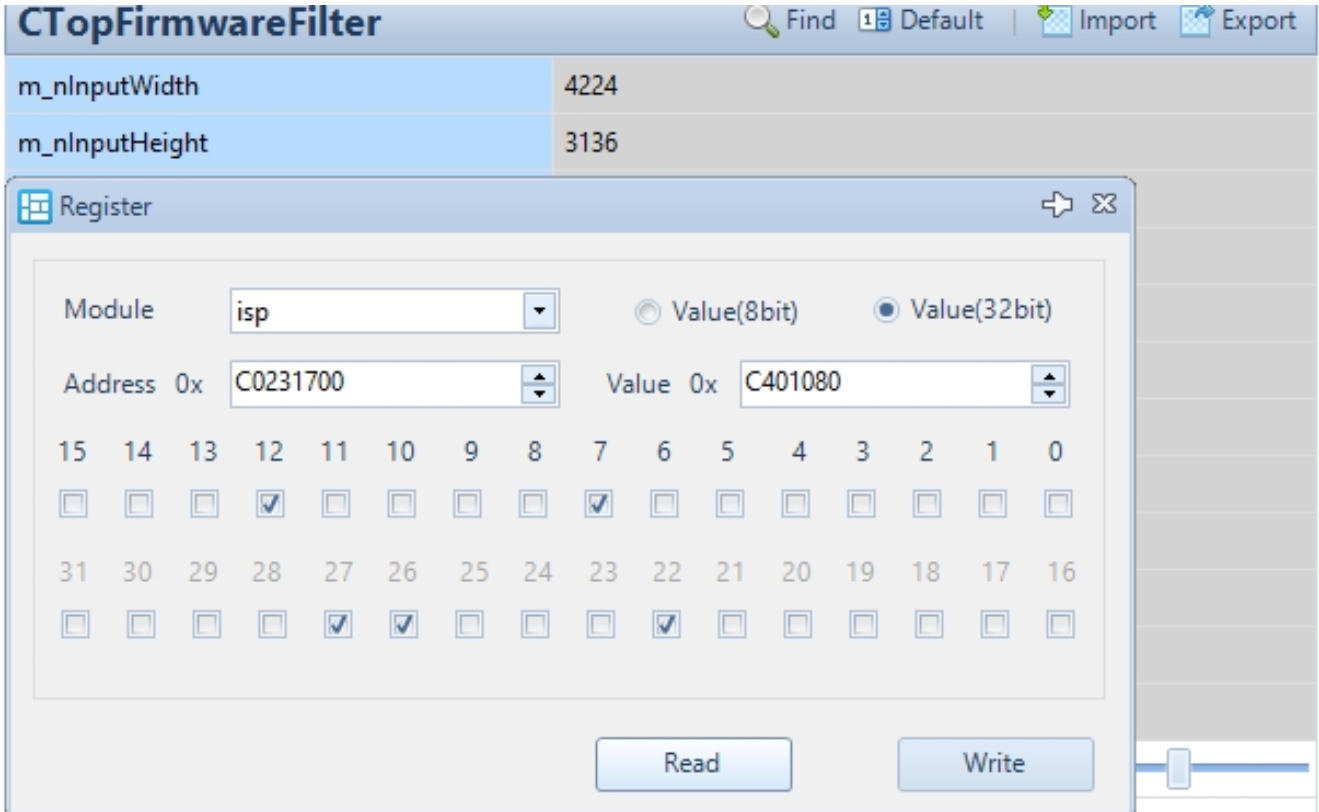 CTopFirmwareFilter Find Default | Import Export
m_nInputWidth 4224
m_nInputHeight 3136
Register
Module isp Value(8bit) Value(32bit)
Address 0x C0231700 Value 0x C401080
15 14 13 12 11 10 9 8 7 6 5 4 3 2 1 0
31 30 29 28 27 26 25 24 23 22 21 20 19 18 17 16
Read Write